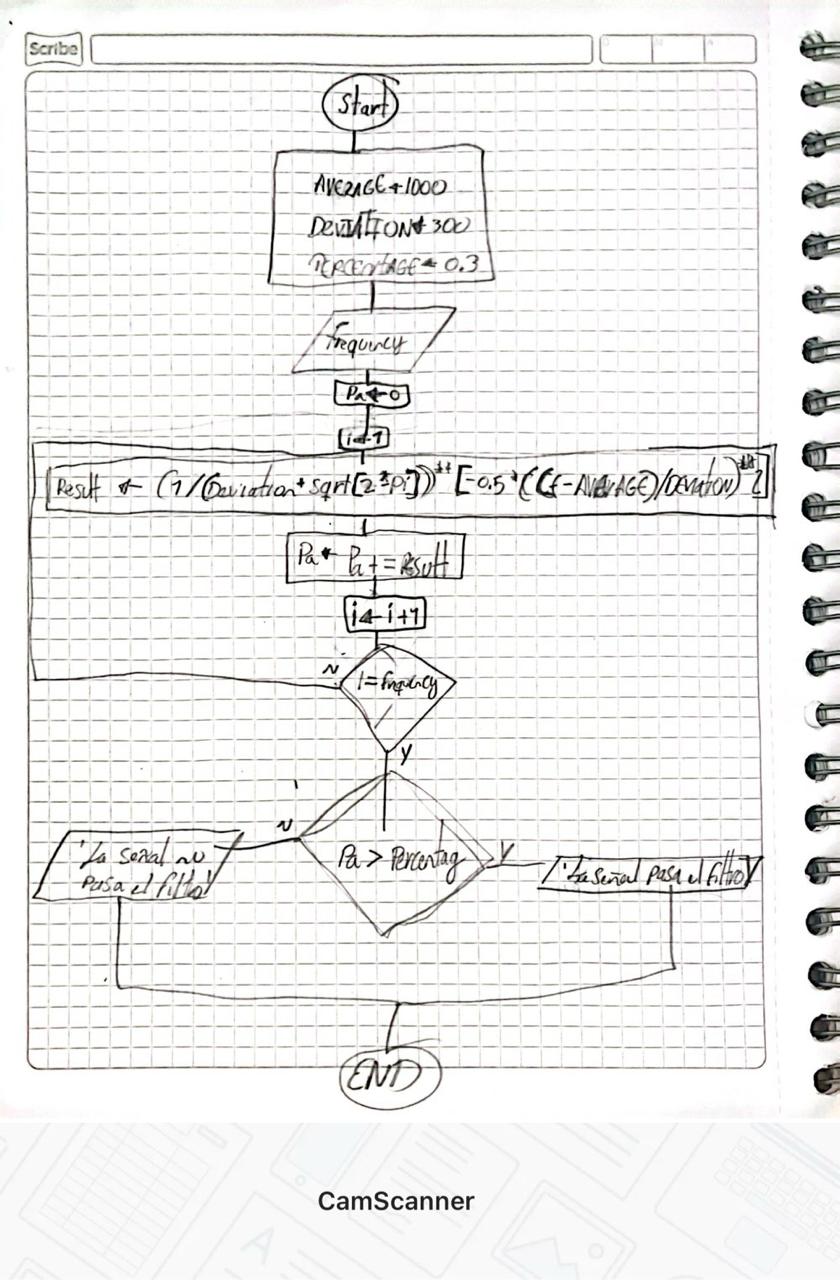 Scribe
Start
AVERAGE ← 1000
DEVIATION ← 300
PERCENTAGE ← 0.3
Frequncy
Pa ← 0
i ← 1
Result ← (1/(Deviation * sqrt[2*pi]))** [-0.5*((f-AVERAGE)/DEVIATION)**2]
Pa ← Pa += Result
i ← i+1
N
I = frequncy
Y
N
Pa > Percentag
Y
'La señal no
pasa el filtro'
'La señal pasa el filtro'
END
CamScanner